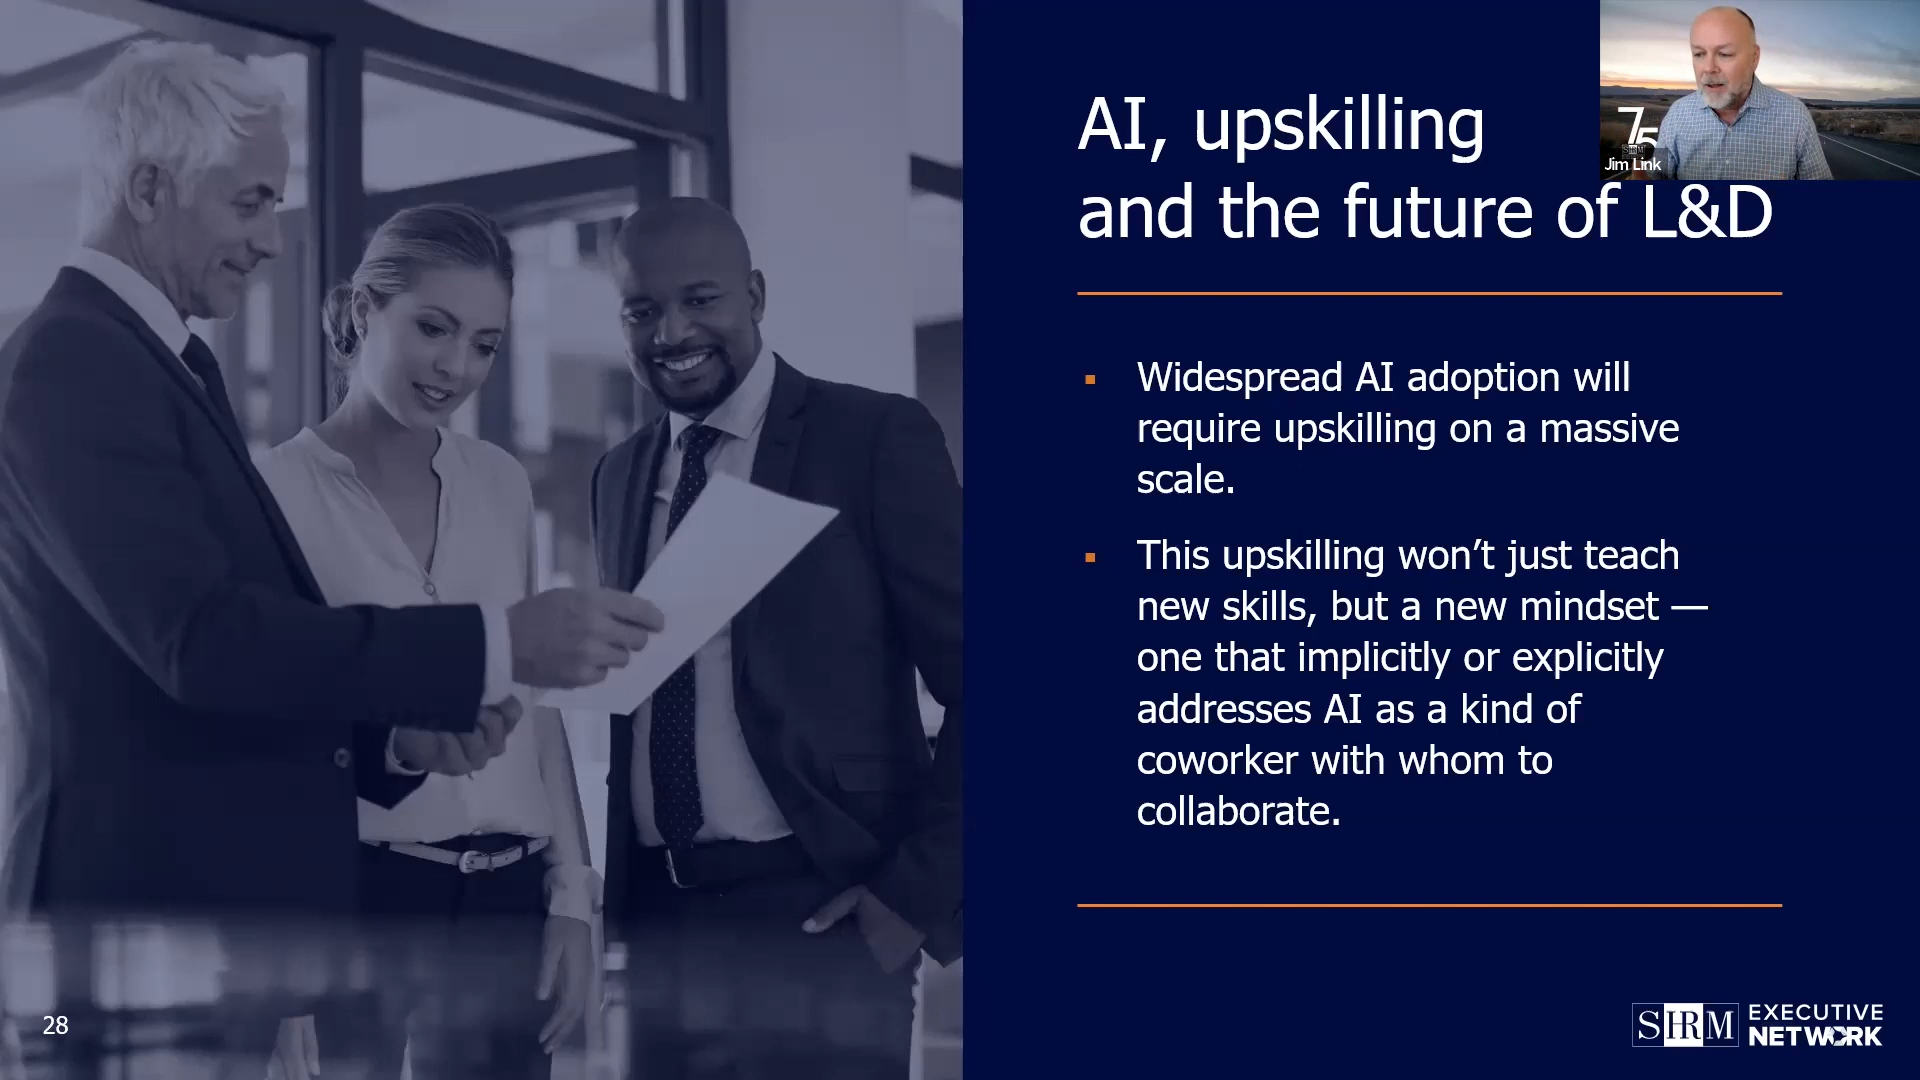 AI, upskilling
and the future of L&D
75
SHRM
Jim Link
▪ Widespread AI adoption will
require upskilling on a massive
scale.
▪ This upskilling won’t just teach
new skills, but a new mindset —
one that implicitly or explicitly
addresses AI as a kind of
coworker with whom to
collaborate.
28
SHRM EXECUTIVE
NETWORK